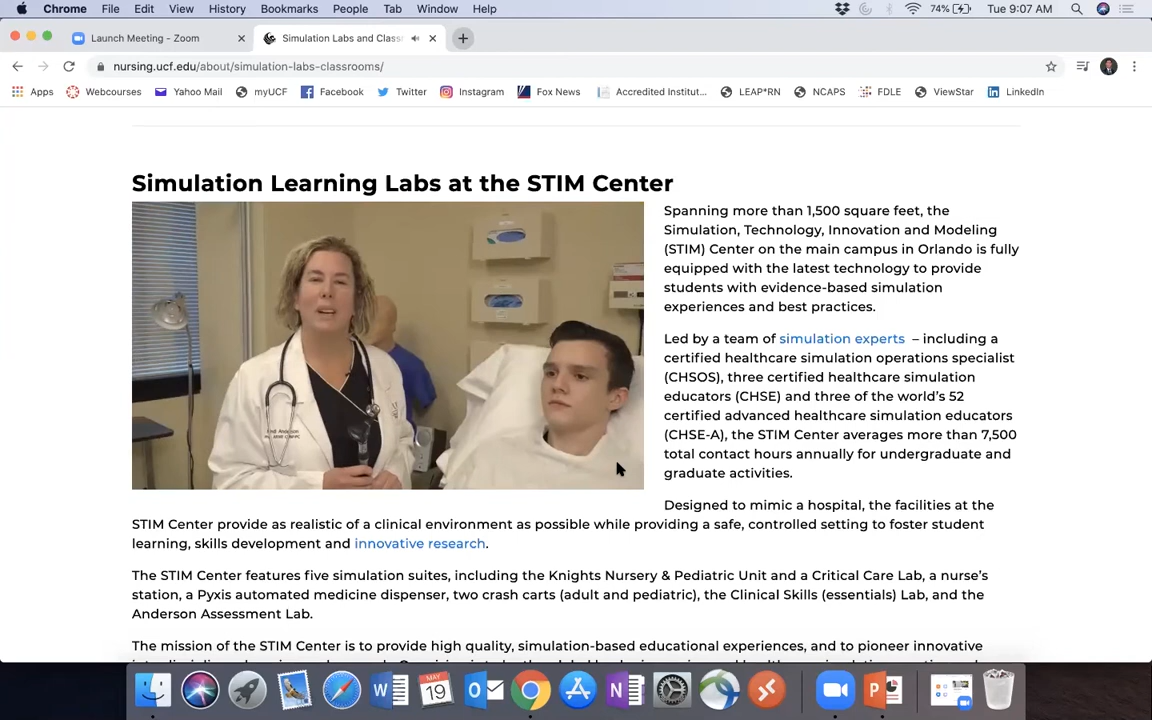 Chrome File Edit View History Bookmarks People Tab Window Help 74% Tue 9:07 AM
Launch Meeting - Zoom Simulation Labs and Class
nursing.ucf.edu/about/simulation-labs-classrooms/
Apps Webcourses Yahoo Mail myUCF Facebook Twitter Instagram Fox News Accredited Institut... LEAP*RN NCAPS FDLE ViewStar LinkedIn
Simulation Learning Labs at the STIM Center
Spanning more than 1,500 square feet, the
Simulation, Technology, Innovation and Modeling
(STIM) Center on the main campus in Orlando is fully
equipped with the latest technology to provide
students with evidence-based simulation
experiences and best practices.
Led by a team of simulation experts – including a
certified healthcare simulation operations specialist
(CHSOS), three certified healthcare simulation
educators (CHSE) and three of the world's 52
certified advanced healthcare simulation educators
(CHSE-A), the STIM Center averages more than 7,500
total contact hours annually for undergraduate and
graduate activities.
Designed to mimic a hospital, the facilities at the
STIM Center provide as realistic of a clinical environment as possible while providing a safe, controlled setting to foster student
learning, skills development and innovative research.
The STIM Center features five simulation suites, including the Knights Nursery & Pediatric Unit and a Critical Care Lab, a nurse's
station, a Pyxis automated medicine dispenser, two crash carts (adult and pediatric), the Clinical Skills (essentials) Lab, and the
Anderson Assessment Lab.
The mission of the STIM Center is to provide high quality, simulation-based educational experiences, and to pioneer innovative
MAY
19